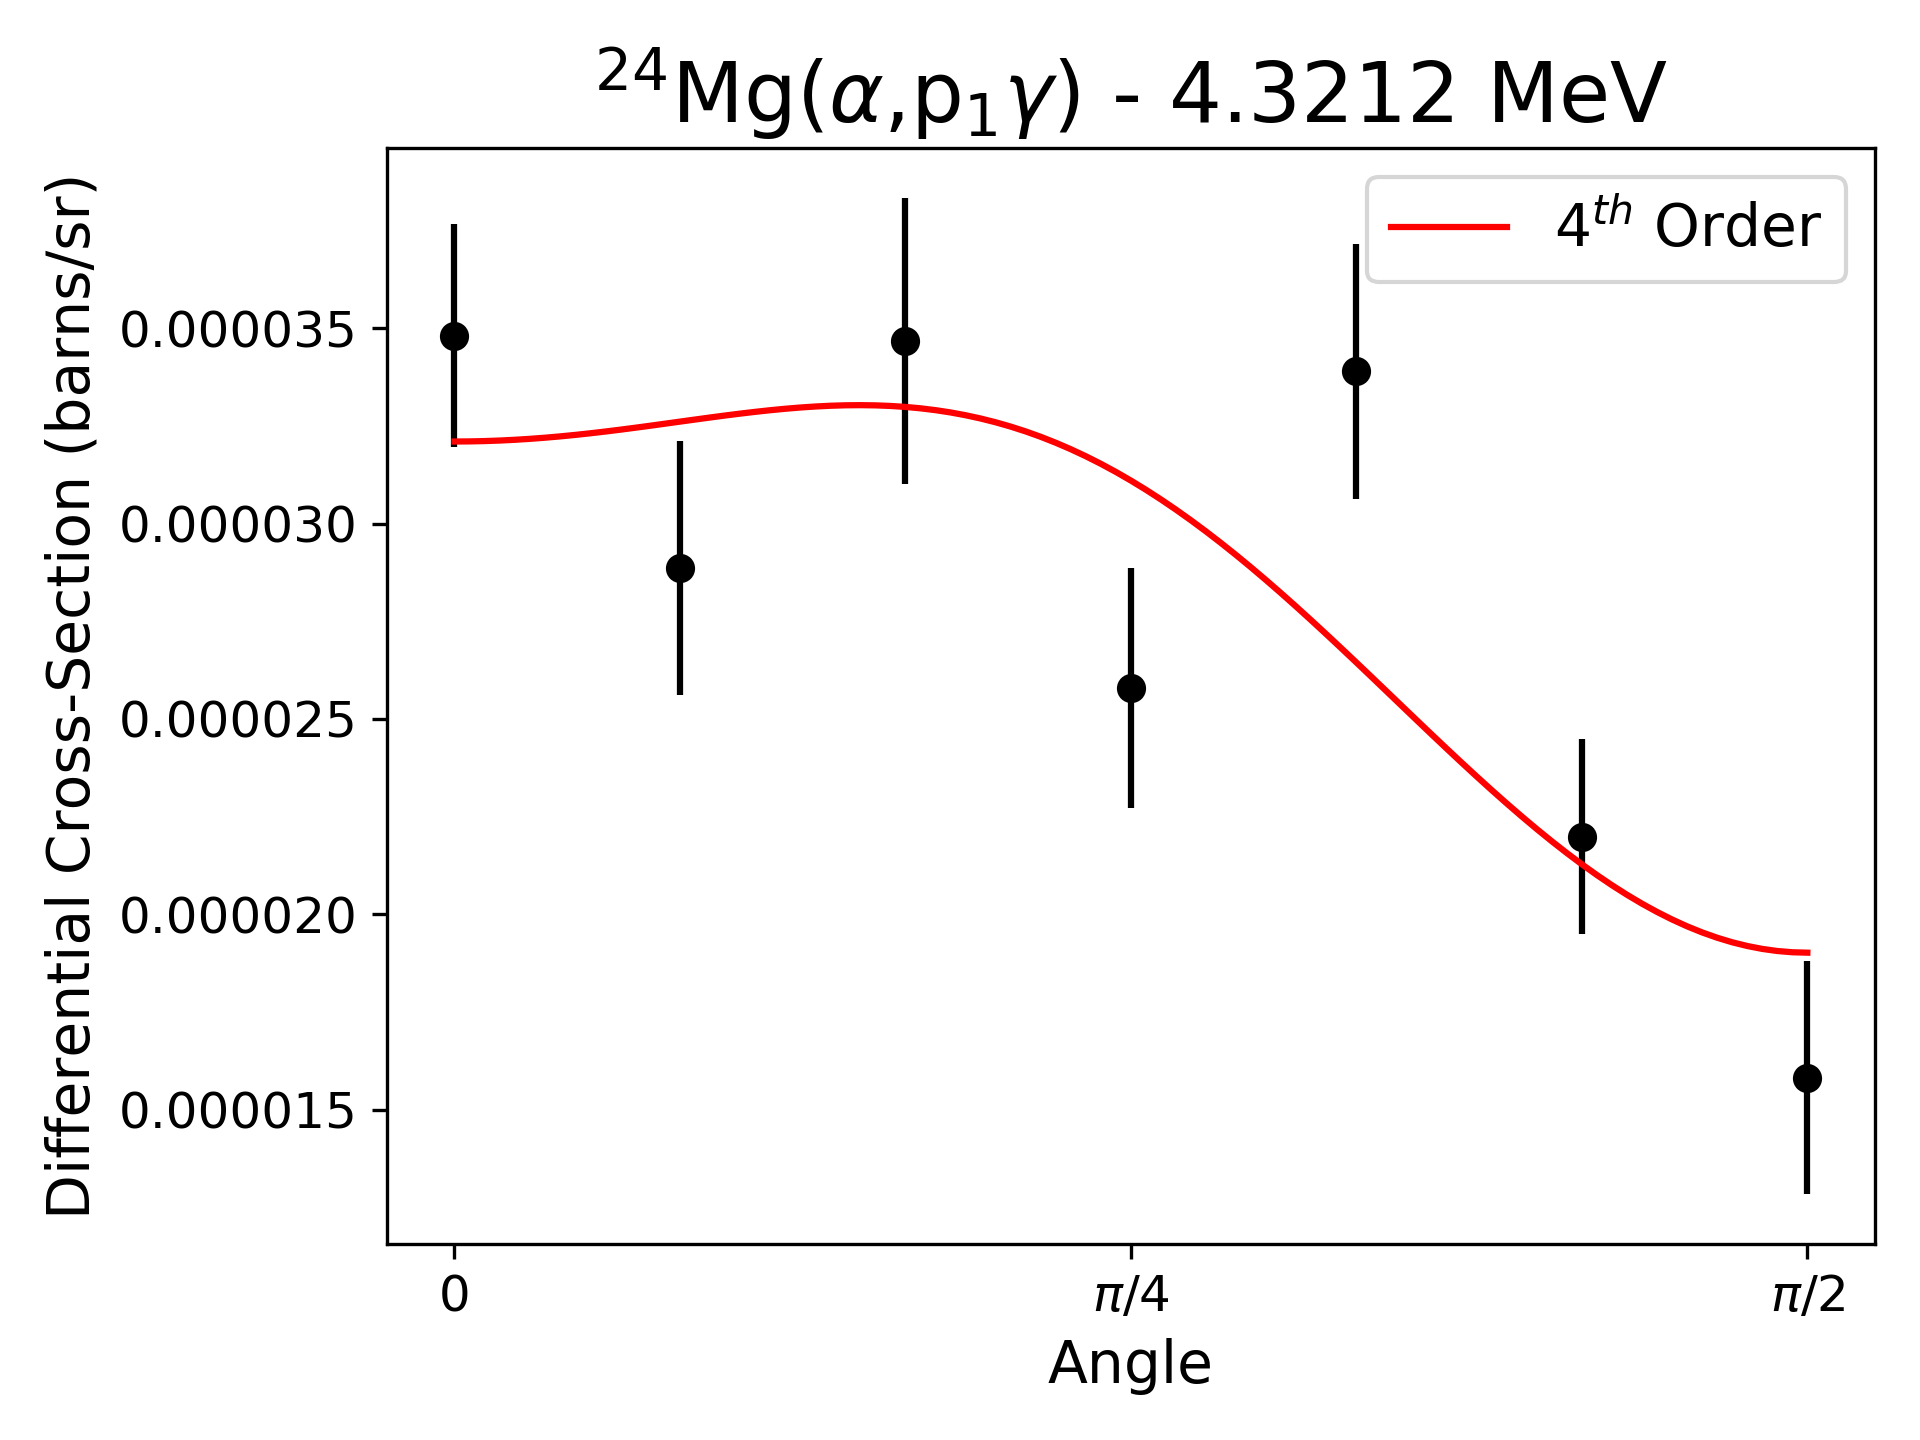 ²⁴Mg(α,p₁γ) - 4.3212 MeV
4ᵗʰ Order
Differential Cross-Section (barns/sr)
0.000035
0.000030
0.000025
0.000020
0.000015
0 π/4 π/2
Angle